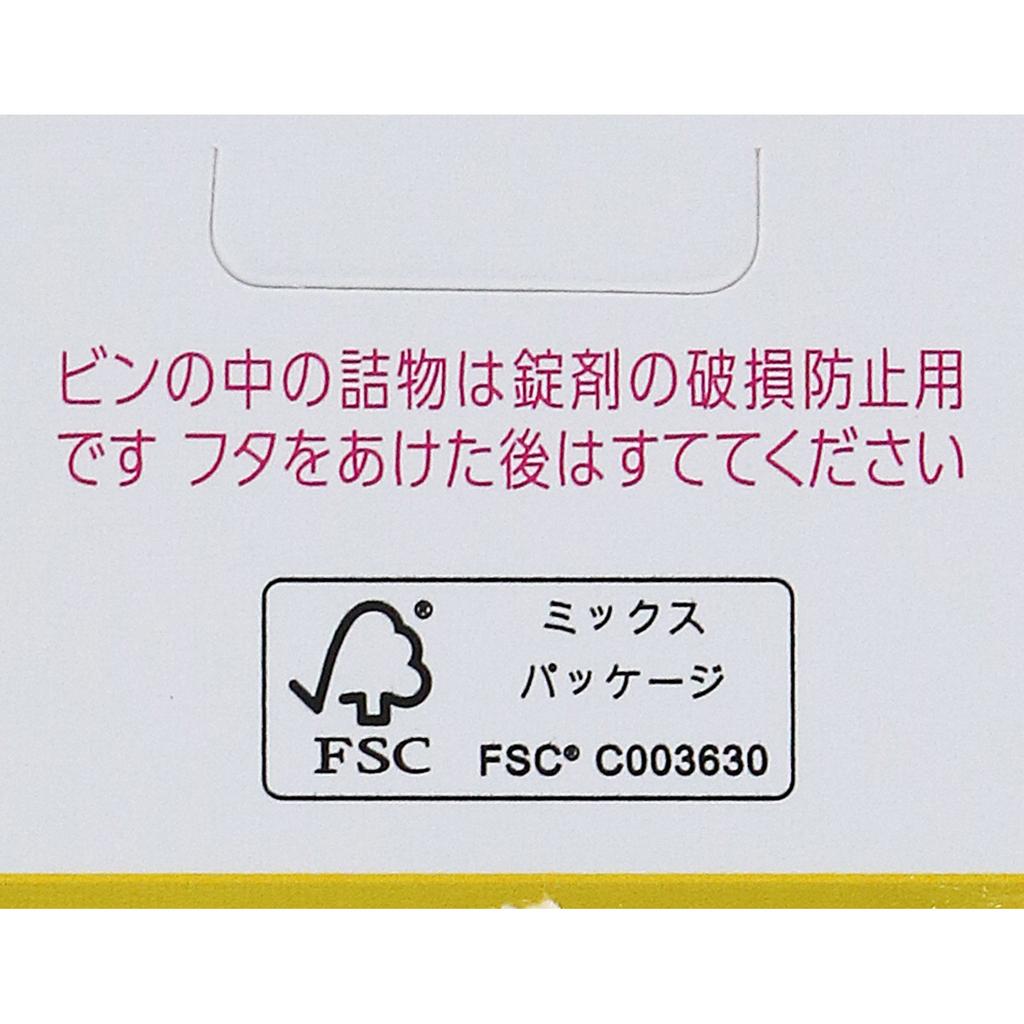 ビンの中の詰物は錠剤の破損防止用
です フタをあけた後はすててください
ミックス
パッケージ
FSC® C003630
®
FSC